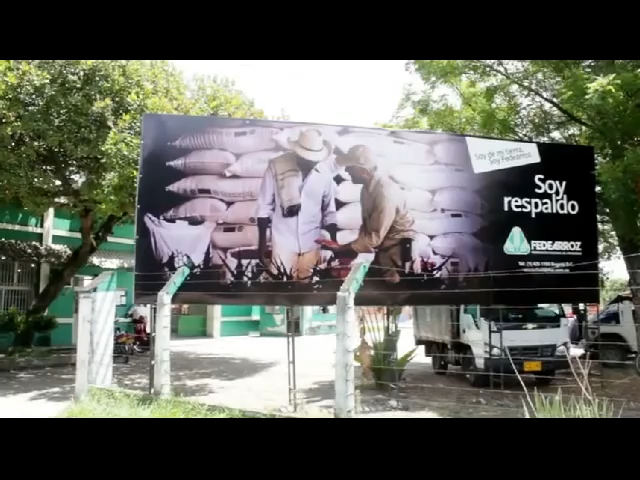 Soy de mi tierra,
Soy Fedearroz.
Soy
respaldo
FEDEARROZ